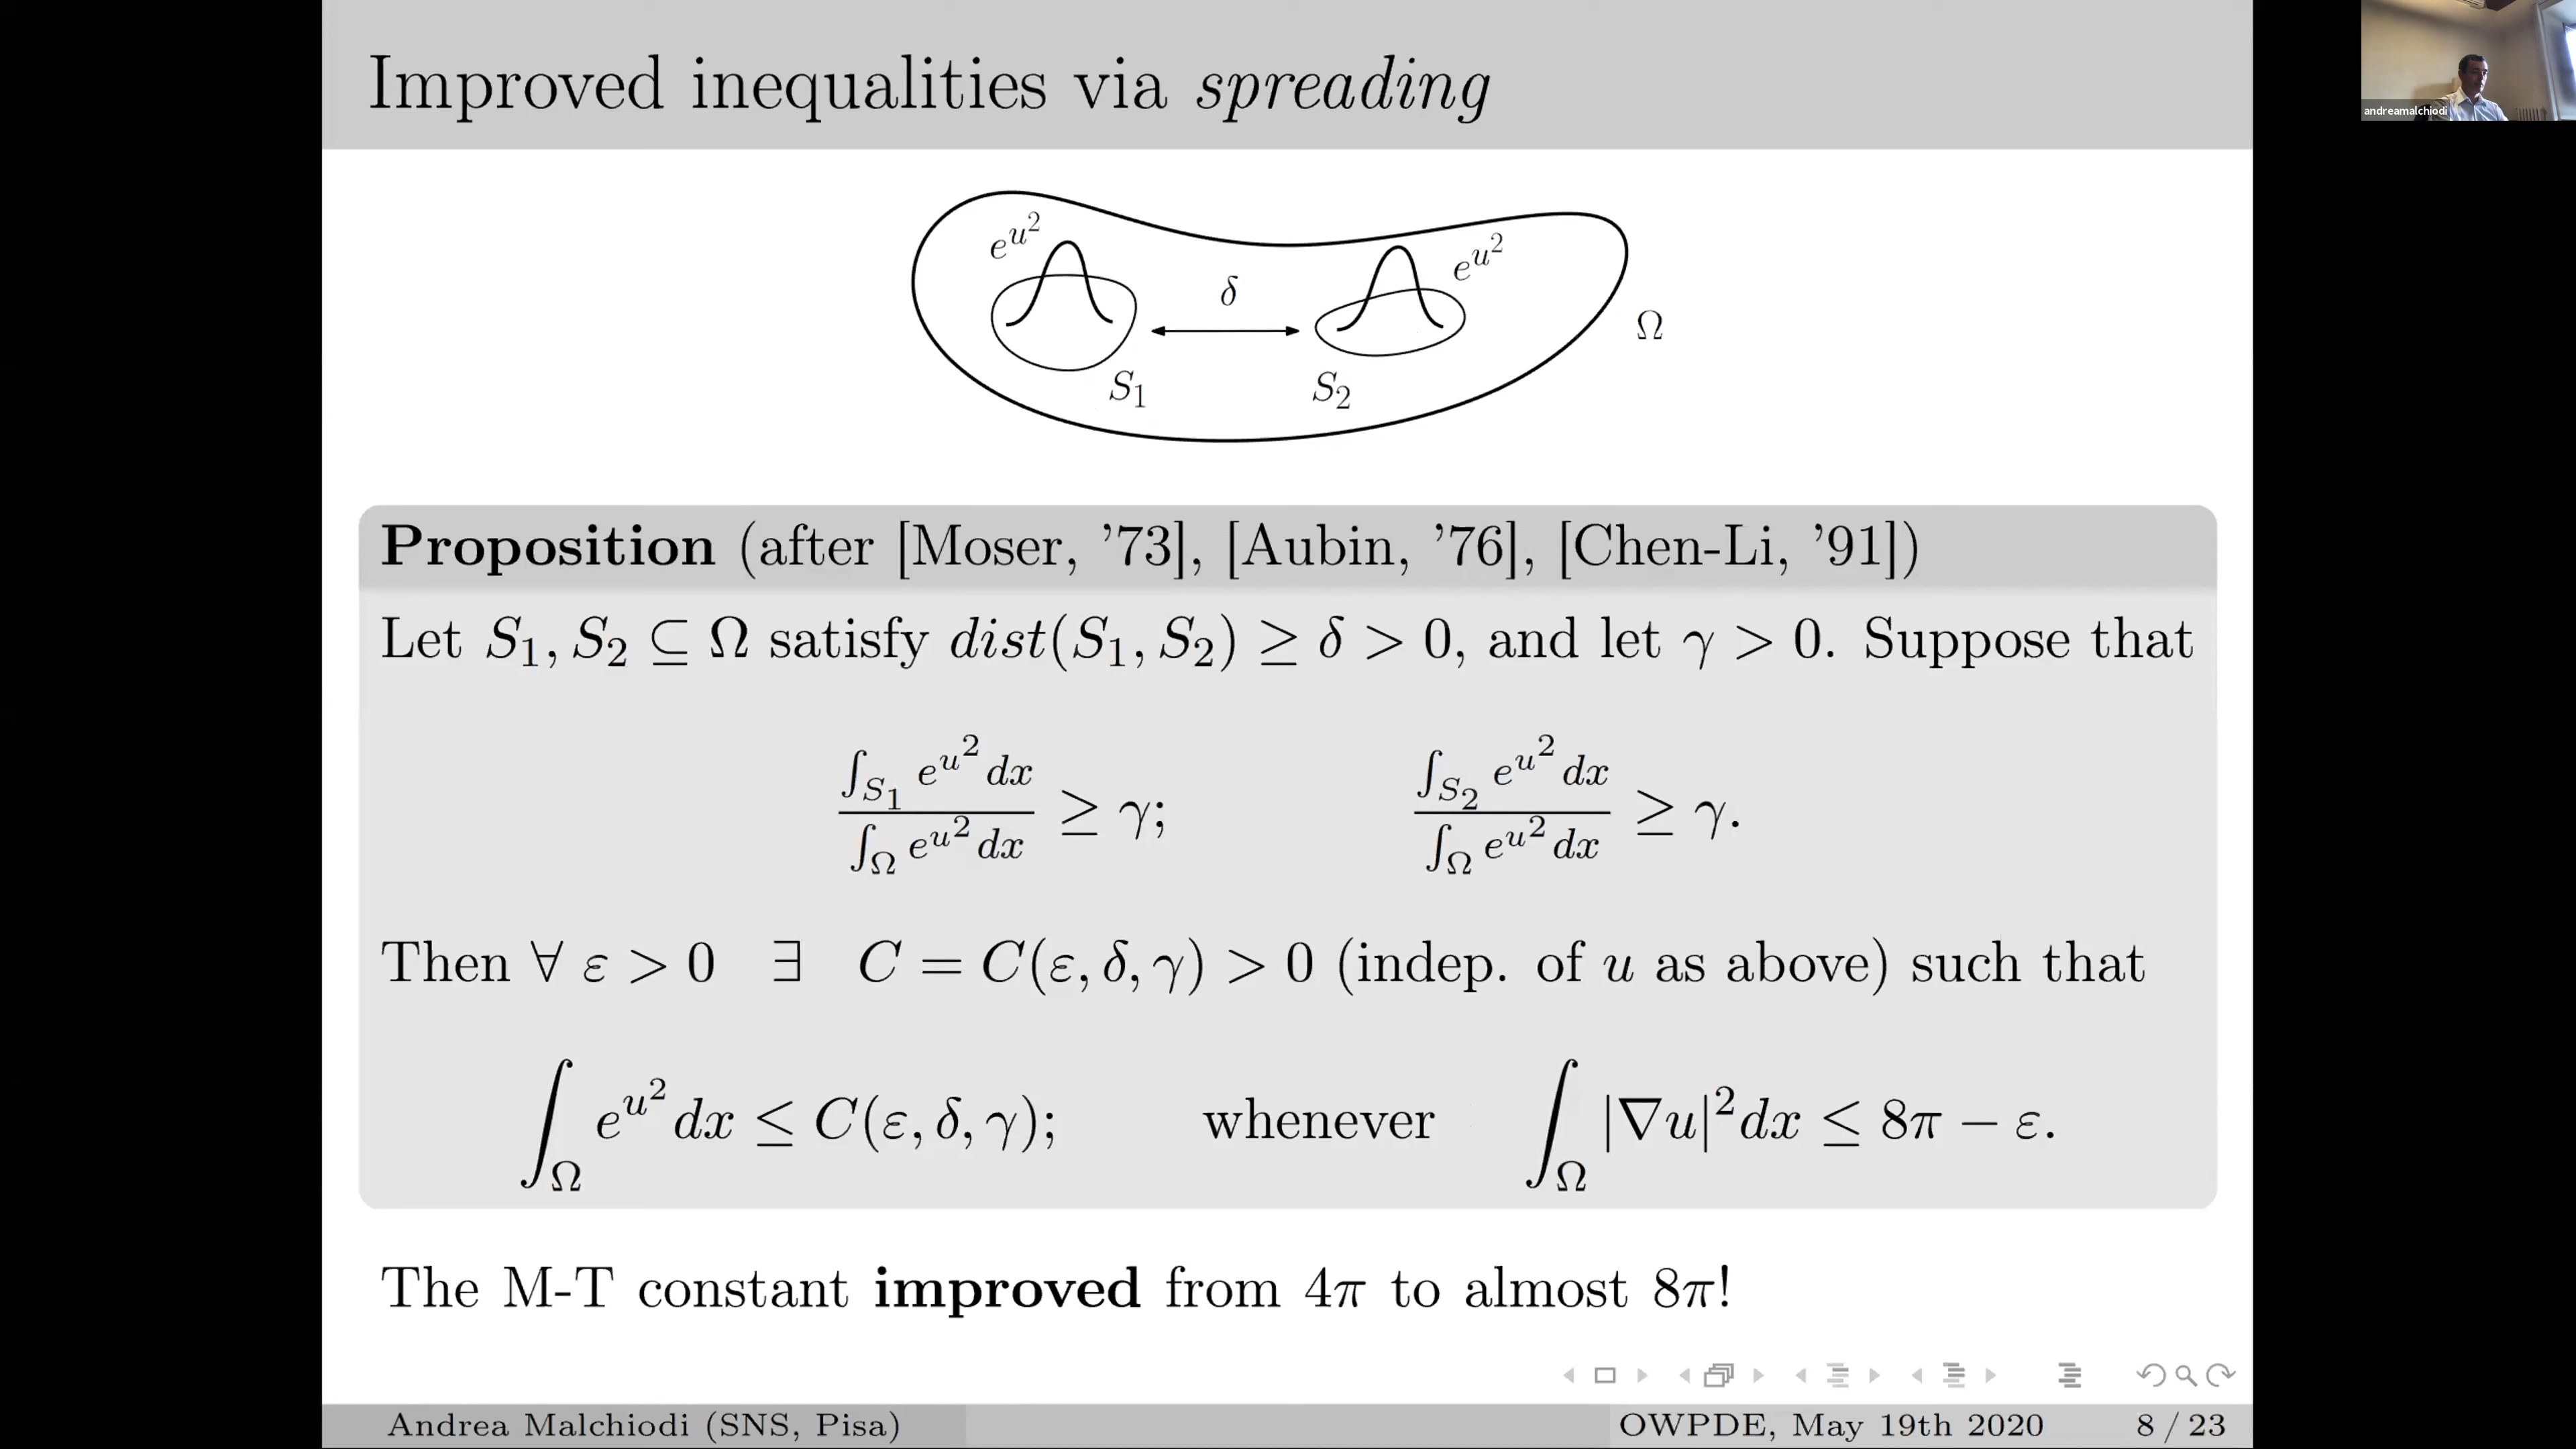 Improved inequalities via spreading
andreamalchiodi
e^{u^2}
e^{u^2}
δ
Ω
S_1
S_2
Proposition (after [Moser, ’73], [Aubin, ’76], [Chen-Li, ’91])
Let S_1, S_2 ⊆ Ω satisfy dist(S_1, S_2) ≥ δ > 0, and let γ > 0. Suppose that
∫_{S_1} e^{u^2} dx / ∫_Ω e^{u^2} dx ≥ γ; ∫_{S_2} e^{u^2} dx / ∫_Ω e^{u^2} dx ≥ γ.
Then ∀ ε > 0 ∃ C = C(ε, δ, γ) > 0 (indep. of u as above) such that
∫_Ω e^{u^2} dx ≤ C(ε, δ, γ); whenever ∫_Ω |∇u|^2 dx ≤ 8π − ε.
The M-T constant improved from 4π to almost 8π!
Andrea Malchiodi (SNS, Pisa) OWPDE, May 19th 2020 8 / 23